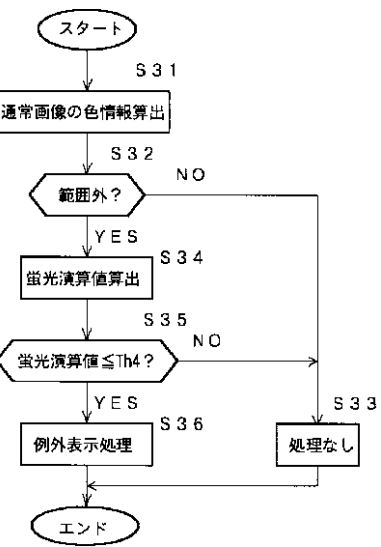 スタート
S31
通常画像の色情報算出
S32
範囲外?
NO
YES
S34
蛍光演算値算出
S35
蛍光演算値≦Th4?
NO
YES
S36
例外表示処理
S33
処理なし
エンド